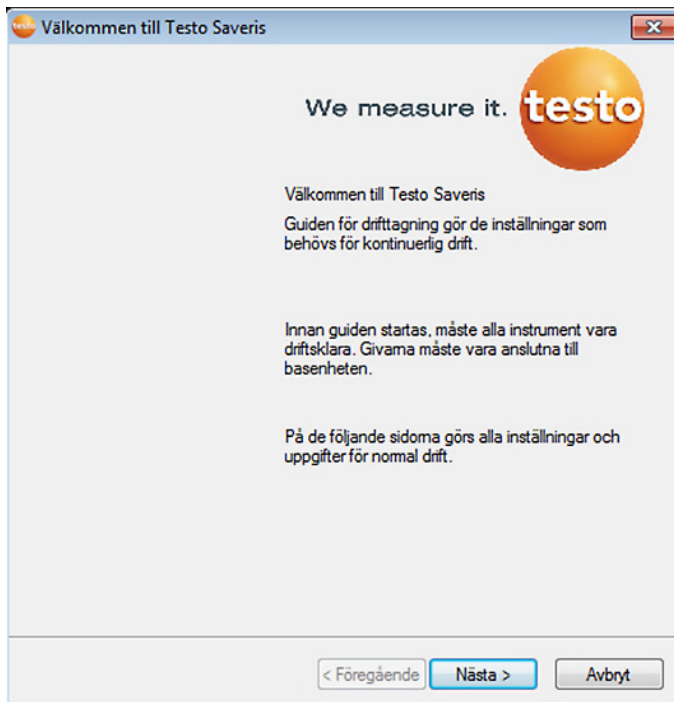 Välkommen till Testo Saveris
We measure it. testo
Välkommen till Testo Saveris
Guiden för drifttagning gör de inställningar som
behövs för kontinuerlig drift.
Innan guiden startas, måste alla instrument vara
driftsklara. Givarna måste vara anslutna till
basenheten.
På de följande sidorna görs alla inställningar och
uppgifter för normal drift.
< Föregående Nästa > Avbryt